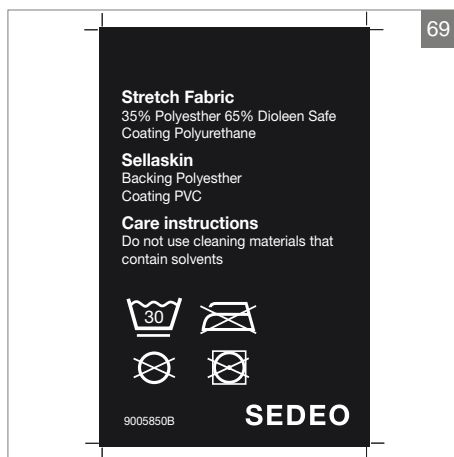 69
Stretch Fabric
35% Polyesther 65% Dioleen Safe
Coating Polyurethane
Sellaskin
Backing Polyesther
Coating PVC
Care instructions
Do not use cleaning materials that
contain solvents
30
9005850B
SEDEO